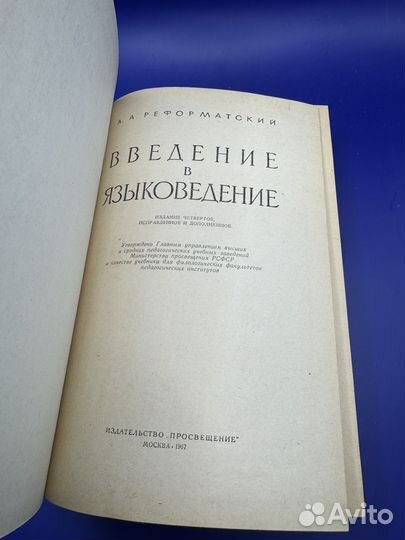 А. А. РЕФОРМАТСКИЙ
ВВЕДЕНИЕ
В
ЯЗЫКОВЕДЕНИЕ
ИЗДАНИЕ ЧЕТВЕРТОЕ,
ИСПРАВЛЕННОЕ И ДОПОЛНЕННОЕ
Утверждено Главным управлением высших
и средних педагогических учебных заведений
Министерства просвещения РСФСР
в качестве учебника для филологических факультетов
педагогических институтов
ИЗДАТЕЛЬСТВО „ПРОСВЕЩЕНИЕ"
МОСКВА • 1967
Avito